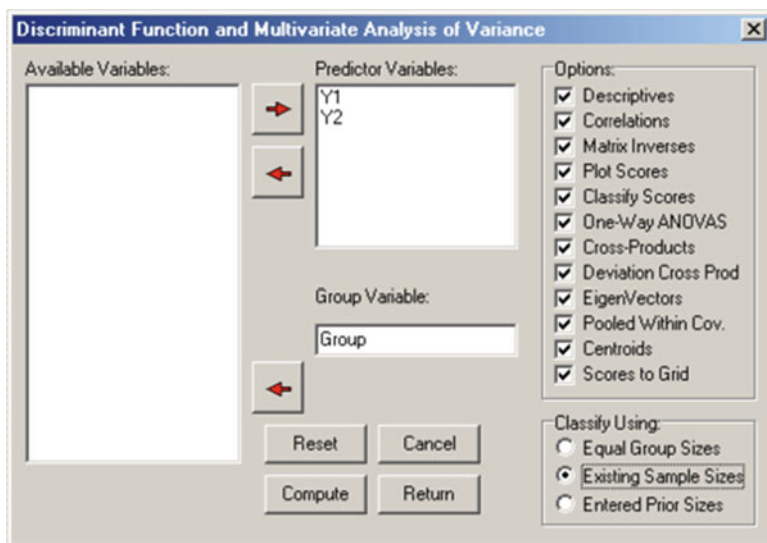 Discriminant Function and Multivariate Analysis of Variance
Available Variables:
Predictor Variables:
Y1
Y2
Group Variable:
Group
Reset
Cancel
Compute
Return
Options:
Descriptives
Correlations
Matrix Inverses
Plot Scores
Classify Scores
One-Way ANOVAS
Cross-Products
Deviation Cross Prod
EigenVectors
Pooled Within Cov.
Centroids
Scores to Grid
Classify Using:
Equal Group Sizes
Existing Sample Sizes
Entered Prior Sizes